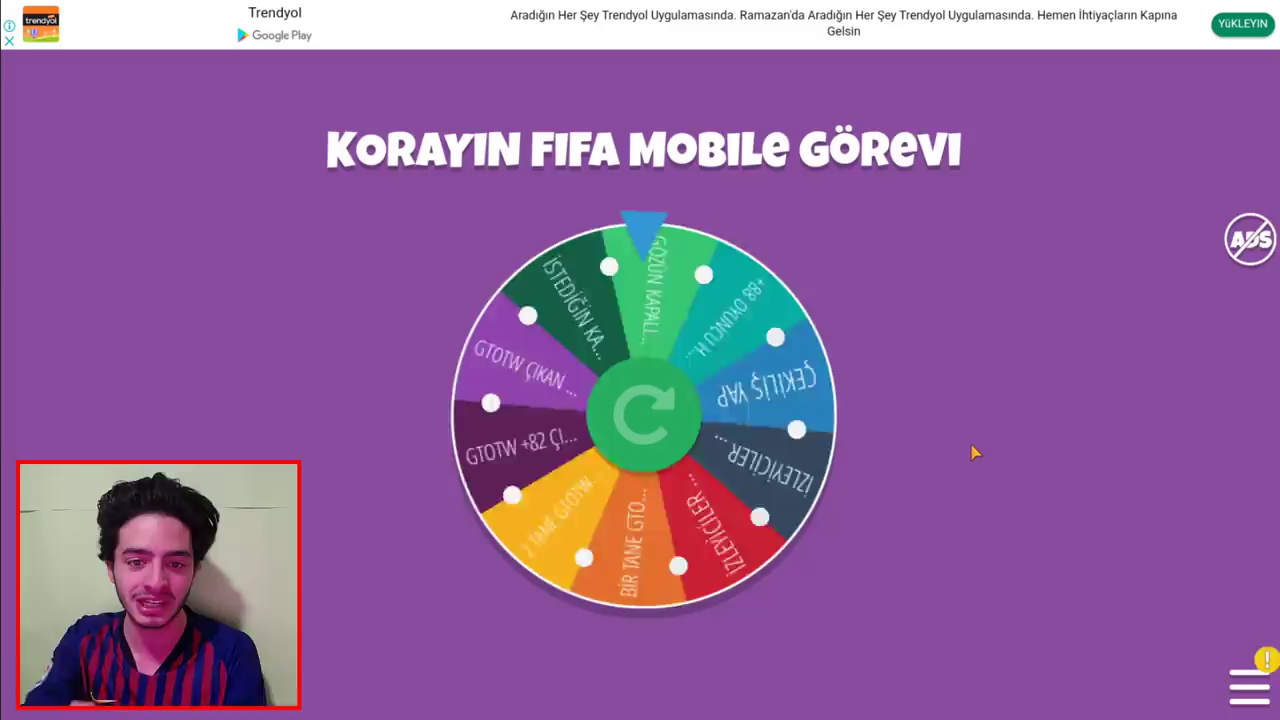 trendyol
Trendyol
Google Play
Aradığın Her Şey Trendyol Uygulamasında. Ramazan'da Aradığın Her Şey Trendyol Uygulamasında. Hemen İhtiyaçların Kapına
Gelsin
YüKLEYIN
KORAYIN FIFA MOBILE GÖREVI
GÖZÜN KAPALI...
88+ OYUNCU H...
ÇEKİLİŞ YAP
İZLEYİCİLER ...
İZLEYİCİLER ...
BİR TANE GTO...
2 TANE GTOTW...
GTOTW +82 ÇI...
GTOTW ÇIKAN ...
İSTEDİĞİN KA...
ADS
!